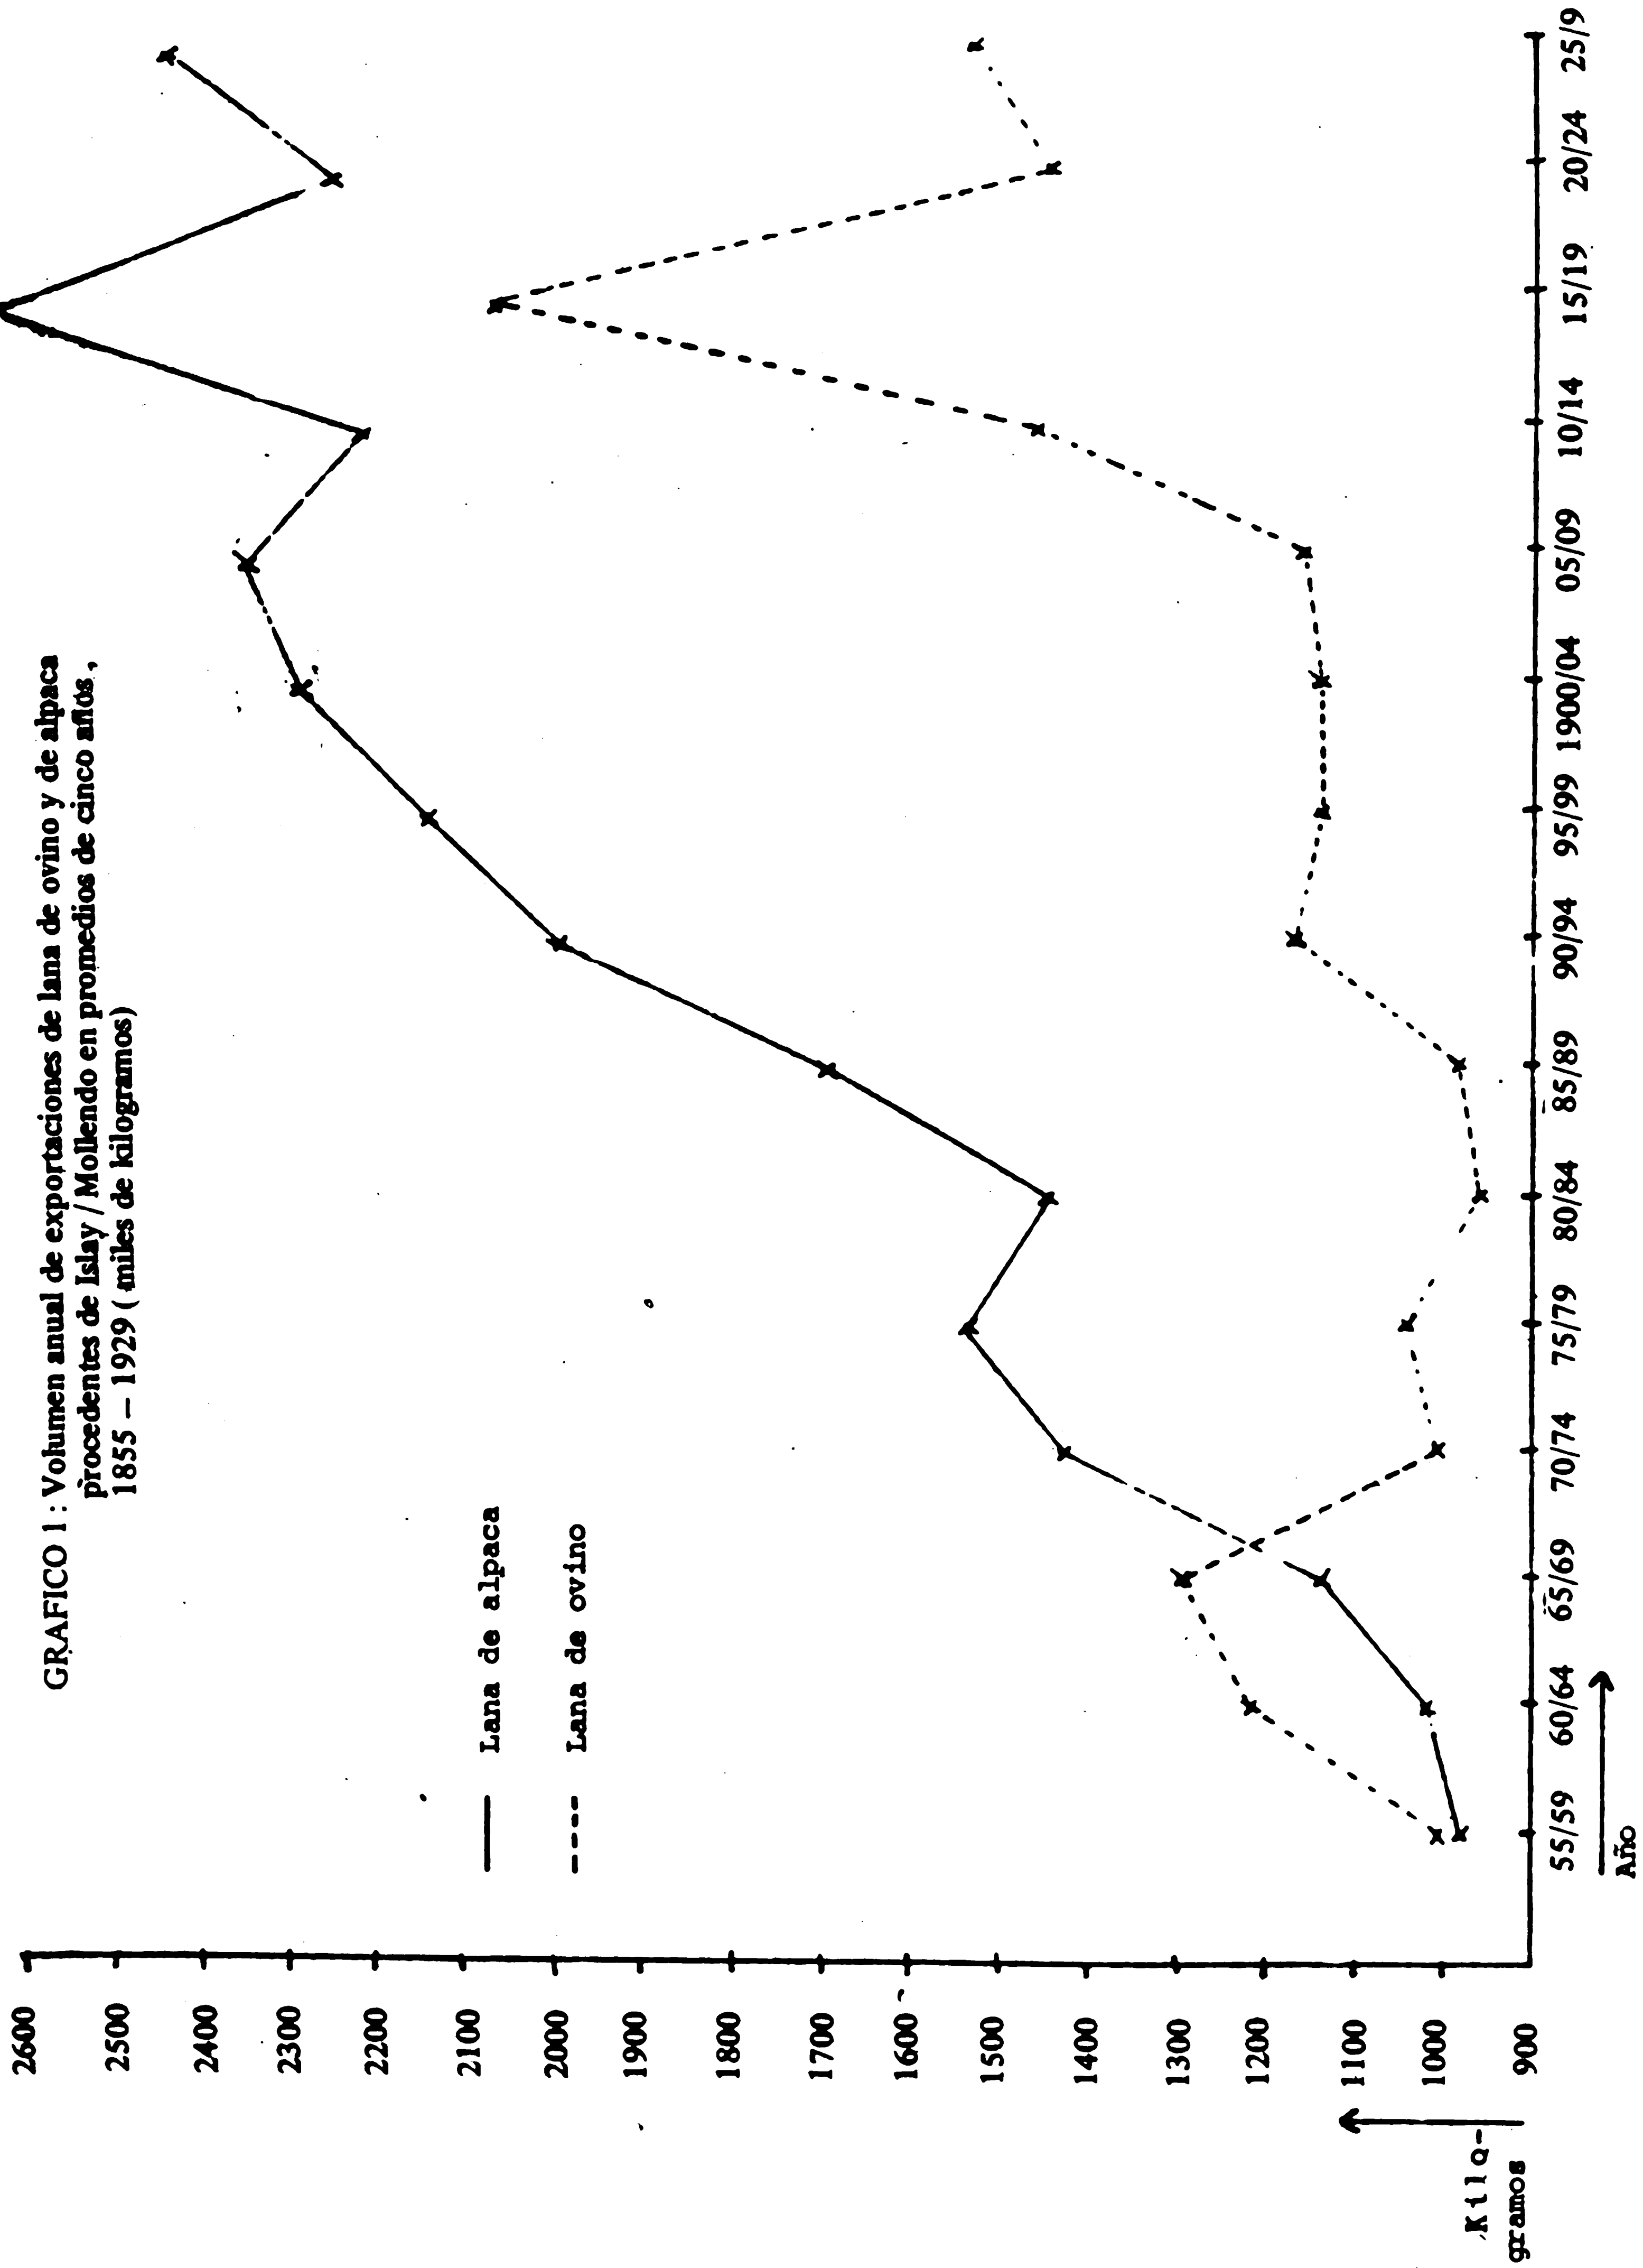 GRAFICO 1: Volumen anual de exportaciones de lana de ovino y de alpaca
procedentes de Islay / Mollendo en promedios de cinco años,
1855 – 1929 (miles de kilogramos)
2600
2500
2400
2300
2200
2100
2000
1900
1800
1700
1600
1500
1400
1300
1200
1100
1000
900
Lana de alpaca
Lana de ovino
Kilo-
gramos
55/59 60/64 65/69 70/74 75/79 80/84 85/89 90/94 95/99 1900/04 05/09 10/14 15/19 20/24 25/9
Año